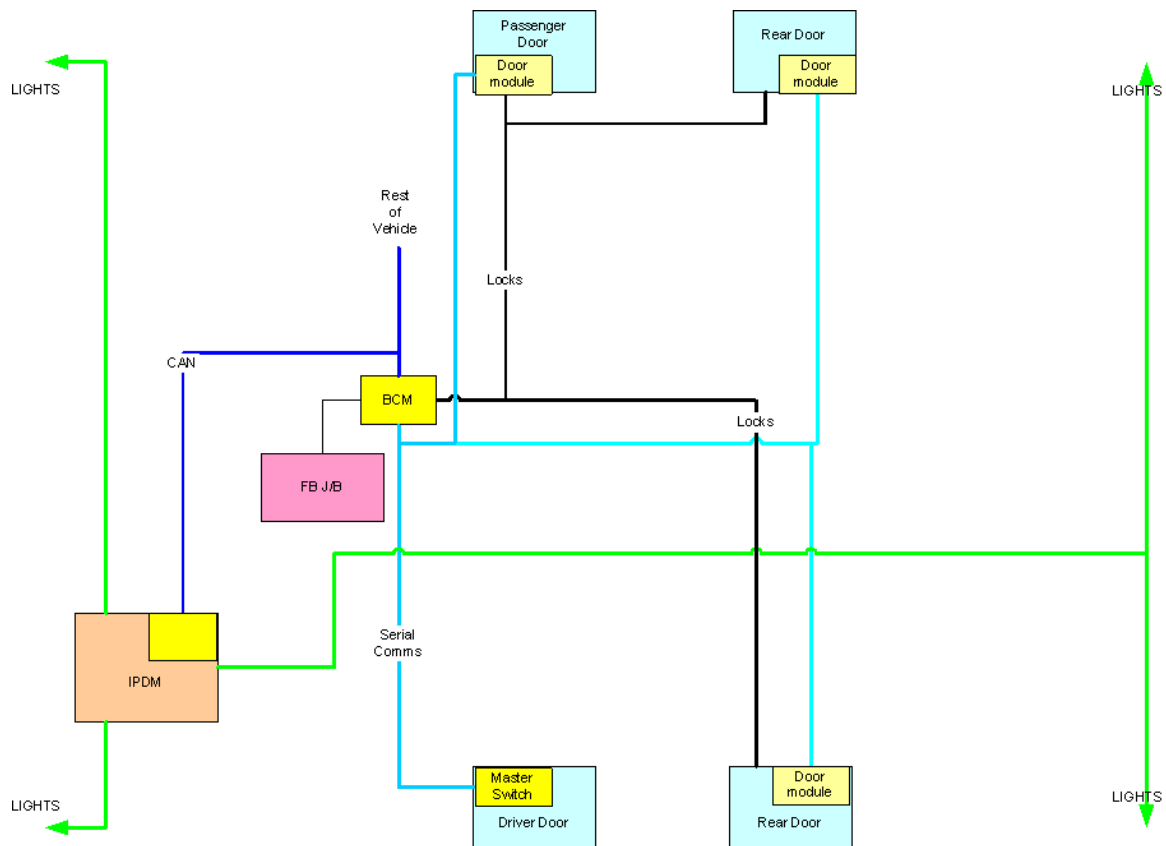 Passenger
Door
Door
module
Rear Door
Door
module
LIGHTS
LIGHTS
Rest
of
Vehicle
Locks
CAN
BCM
Locks
FB J/B
Serial
Comms
IPDM
Master
Switch
Driver Door
Door
module
Rear Door
LIGHTS
LIGHTS